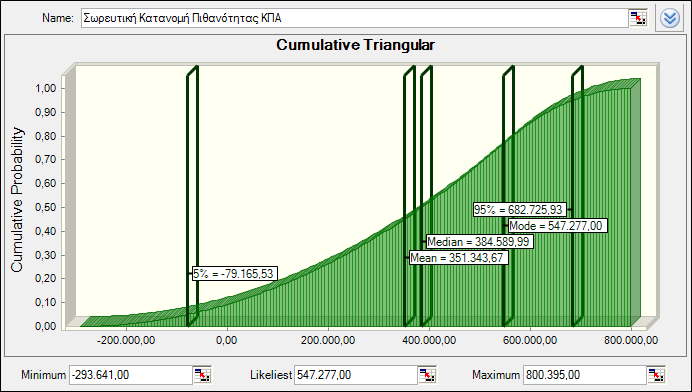 Name: Σωρευτική Κατανομή Πιθανότητας ΚΠΑ
Cumulative Triangular
Cumulative Probability
1,00
0,90
0,80
0,70
0,60
0,50
0,40
0,30
0,20
0,10
0,00
95% = 682.725,93
Mode = 547.277,00
Median = 384.589,99
Mean = 351.343,67
5% = -79.165,53
-200.000,00 0,00 200.000,00 400.000,00 600.000,00 800.000,00
Minimum -293.641,00 Likeliest 547.277,00 Maximum 800.395,00